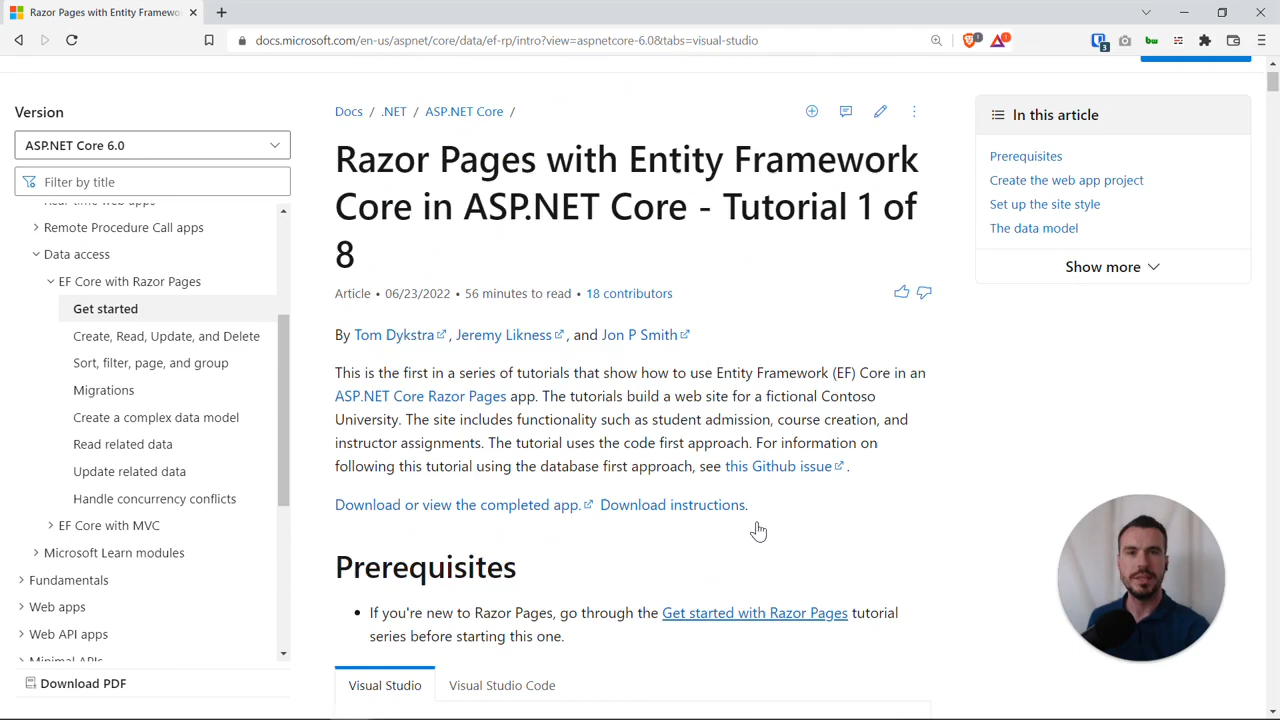 Razor Pages with Entity Framewo
docs.microsoft.com/en-us/aspnet/core/data/ef-rp/intro?view=aspnetcore-6.0&tabs=visual-studio
3
1
1
bw
Version
ASP.NET Core 6.0
Filter by title
Real-time web apps
Remote Procedure Call apps
Data access
EF Core with Razor Pages
Get started
Create, Read, Update, and Delete
Sort, filter, page, and group
Migrations
Create a complex data model
Read related data
Update related data
Handle concurrency conflicts
EF Core with MVC
Microsoft Learn modules
Fundamentals
Web apps
Web API apps
Minimal APIs
Download PDF
Docs / .NET / ASP.NET Core /
Razor Pages with Entity Framework
Core in ASP.NET Core - Tutorial 1 of
8
Article • 06/23/2022 • 56 minutes to read • 18 contributors
By Tom Dykstra, Jeremy Likness, and Jon P Smith
This is the first in a series of tutorials that show how to use Entity Framework (EF) Core in an
ASP.NET Core Razor Pages app. The tutorials build a web site for a fictional Contoso
University. The site includes functionality such as student admission, course creation, and
instructor assignments. The tutorial uses the code first approach. For information on
following this tutorial using the database first approach, see this Github issue.
Download or view the completed app. Download instructions.
Prerequisites
• If you're new to Razor Pages, go through the Get started with Razor Pages tutorial
series before starting this one.
Visual Studio Visual Studio Code
In this article
Prerequisites
Create the web app project
Set up the site style
The data model
Show more